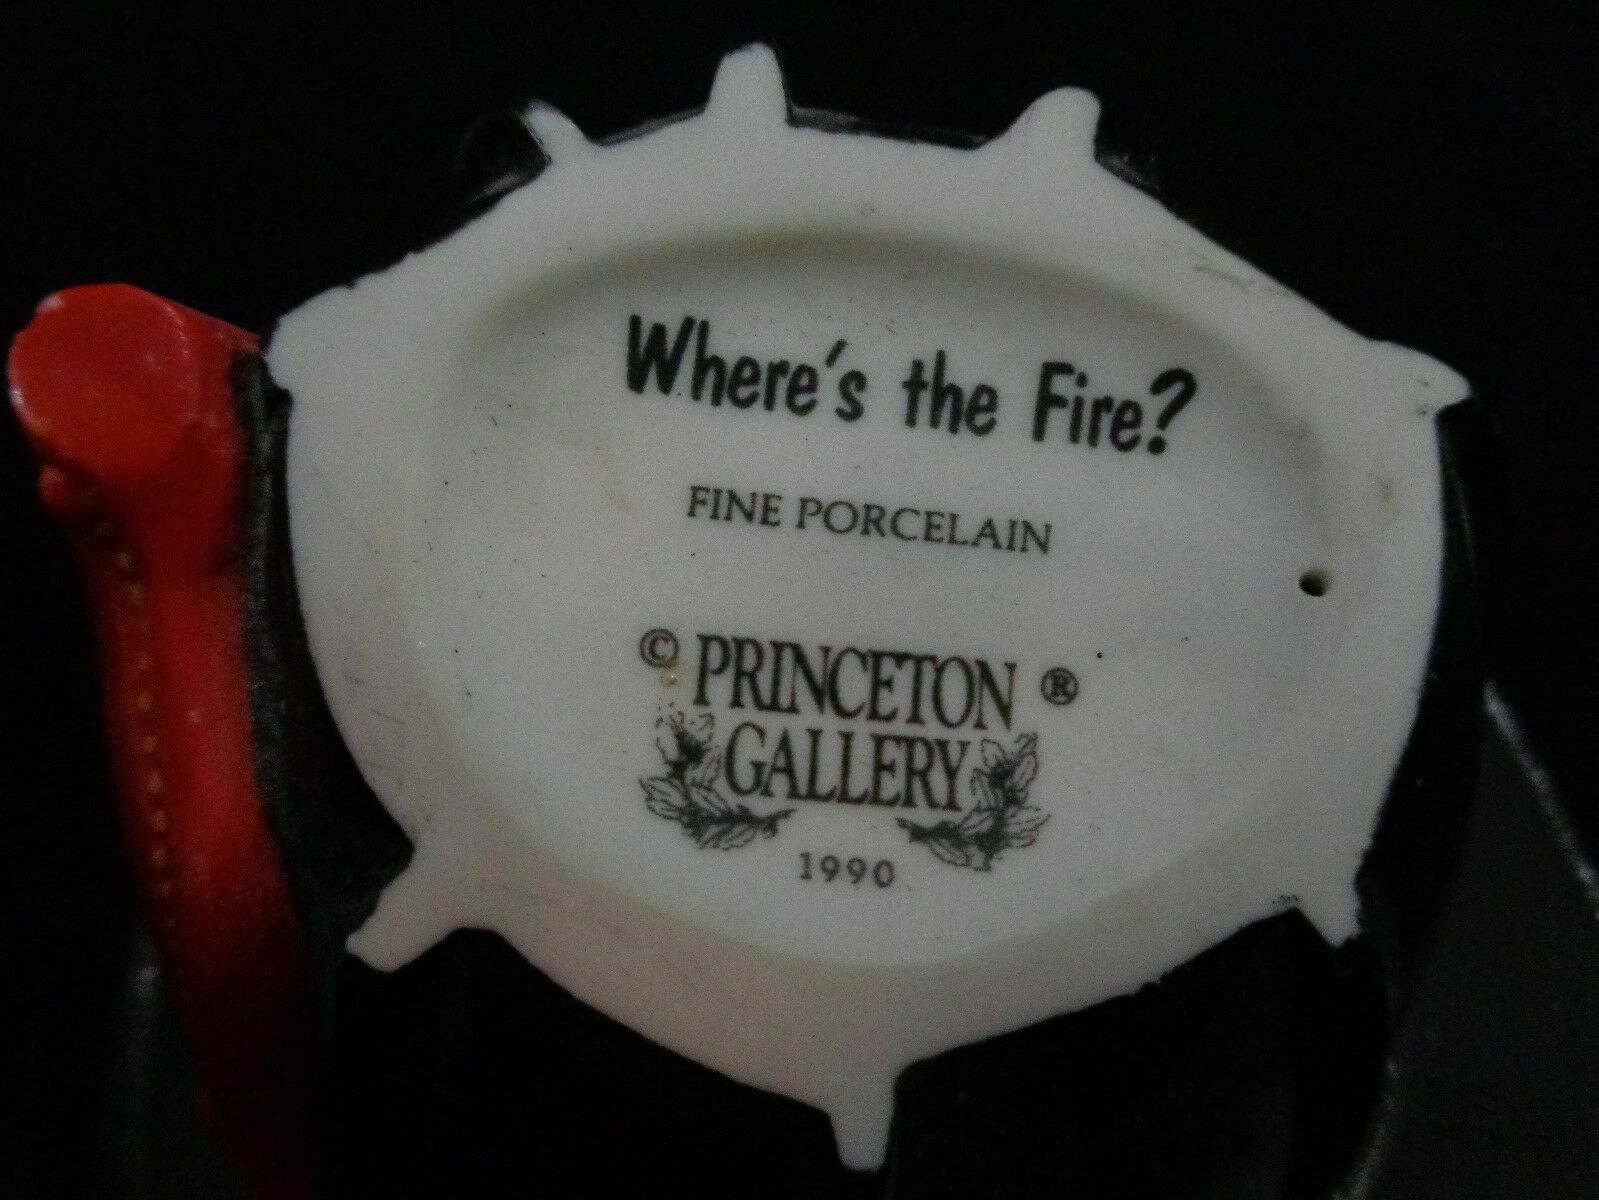 Where's the Fire?
FINE PORCELAIN
© PRINCETON ®
GALLERY
1990